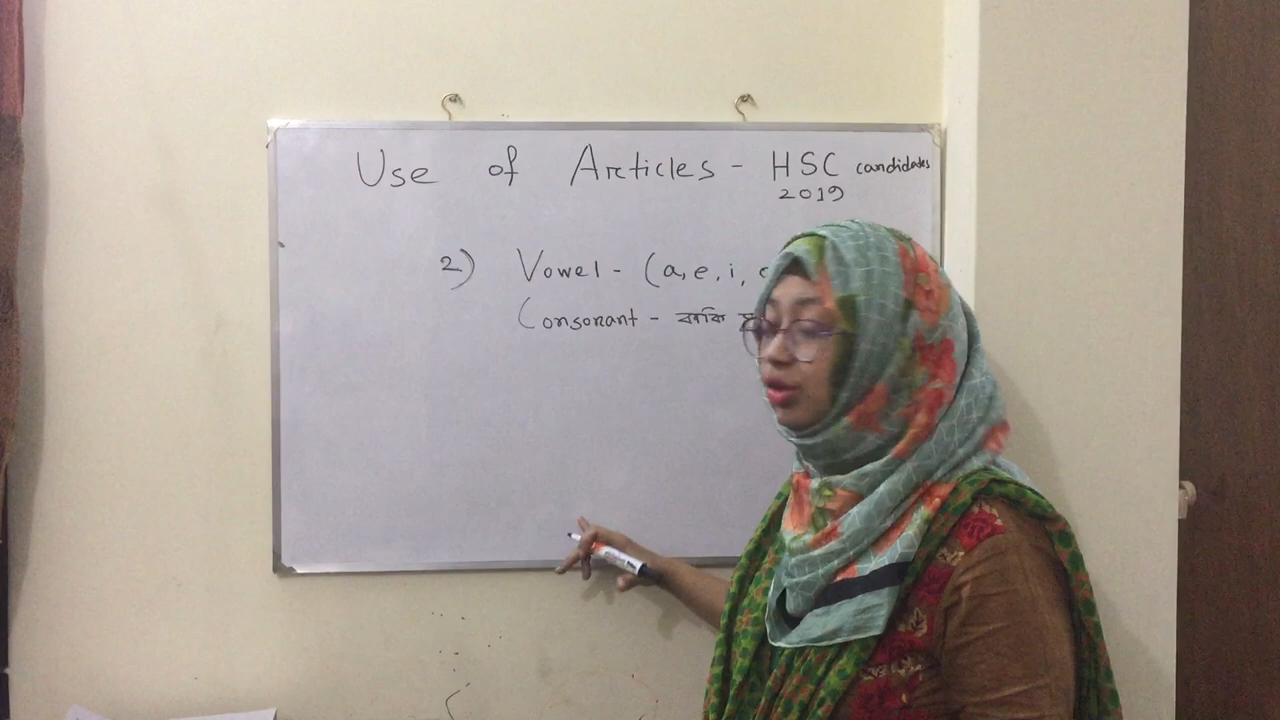 Use of Articles - HSC candidates
2019
2) Vowel - (a, e, i,
Consonant - বাকি